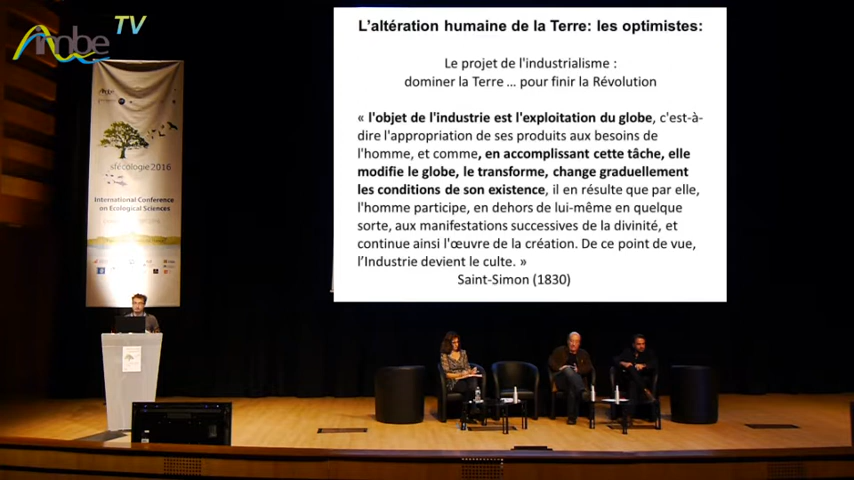 imbe TV
sfécologie2016
International Conference
on Ecological Sciences
L'altération humaine de la Terre: les optimistes:
Le projet de l'industrialisme :
dominer la Terre ... pour finir la Révolution
« l'objet de l'industrie est l'exploitation du globe, c'est-à-
dire l'appropriation de ses produits aux besoins de
l'homme, et comme, en accomplissant cette tâche, elle
modifie le globe, le transforme, change graduellement
les conditions de son existence, il en résulte que par elle,
l'homme participe, en dehors de lui-même en quelque
sorte, aux manifestations successives de la divinité, et
continue ainsi l'œuvre de la création. De ce point de vue,
l'Industrie devient le culte. »
Saint-Simon (1830)